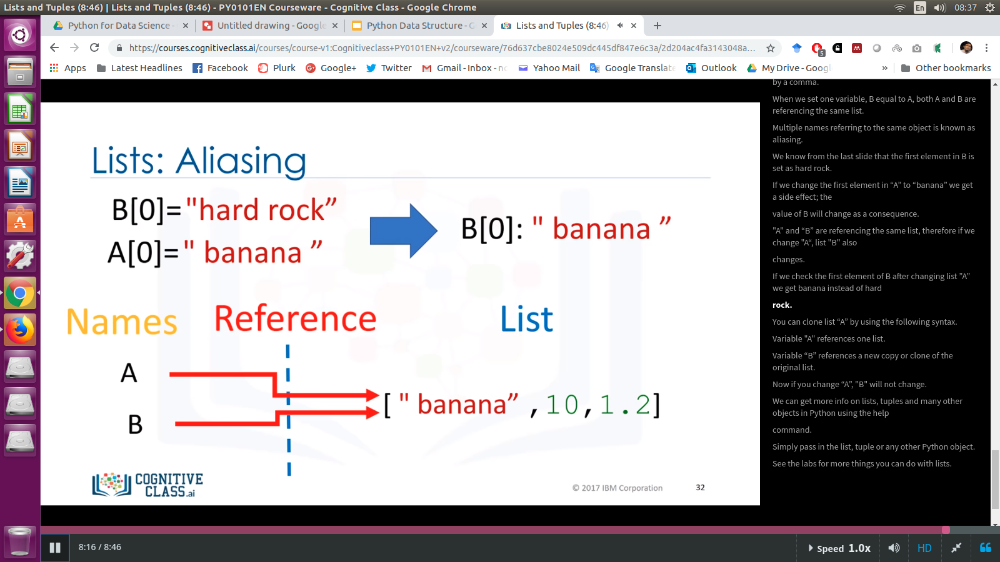 Lists and Tuples (8:46) | Lists and Tuples (8:46) - PY0101EN Courseware - Cognitive Class - Google Chrome
En 08:37
Python for Data Science -
Untitled drawing - Google
Python Data Structure - G
Lists and Tuples (8:46)
https://courses.cognitiveclass.ai/courses/course-v1:Cognitiveclass+PY0101EN+v2/courseware/76d637cbe8024e509dc445df847e6c3a/2d204ac4fa3143048a...
5
Apps Latest Headlines Facebook Plurk Google+ Twitter Gmail - Inbox - no Yahoo Mail Google Translate Outlook My Drive - Googl » Other bookmarks
Lists: Aliasing
B[0]="hard rock”
A[0]=" banana ”
B[0]: " banana ”
Names Reference List
A
B
[ " banana” ,10,1.2]
COGNITIVE
CLASS.ai
© 2017 IBM Corporation 32
by a comma.
When we set one variable, B equal to A, both A and B are
referencing the same list.
Multiple names referring to the same object is known as
aliasing.
We know from the last slide that the first element in B is
set as hard rock.
If we change the first element in “A” to “banana” we get
a side effect; the
value of B will change as a consequence.
"A" and “B” are referencing the same list, therefore if we
change "A“, list "B" also
changes.
If we check the first element of B after changing list ”A”
we get banana instead of hard
rock.
You can clone list “A” by using the following syntax.
Variable "A" references one list.
Variable “B” references a new copy or clone of the
original list.
Now if you change “A”, "B" will not change.
We can get more info on lists, tuples and many other
objects in Python using the help
command.
Simply pass in the list, tuple or any other Python object.
See the labs for more things you can do with lists.
8:16 / 8:46
Speed 1.0x
HD